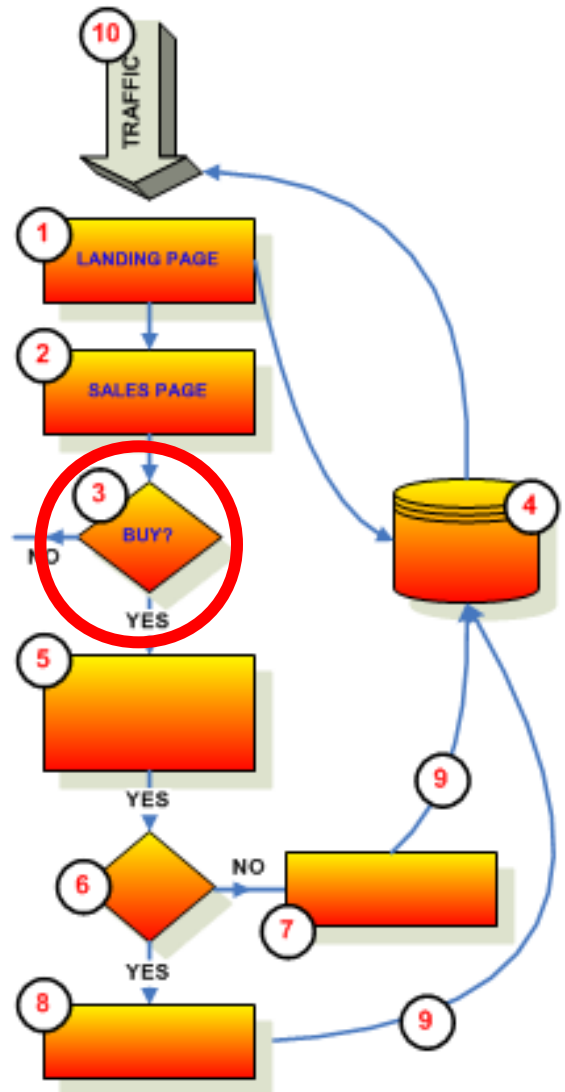 10
TRAFFIC
1
LANDING PAGE
2
SALES PAGE
3
BUY?
4
NO
YES
5
YES
9
6
NO
7
YES
8
9